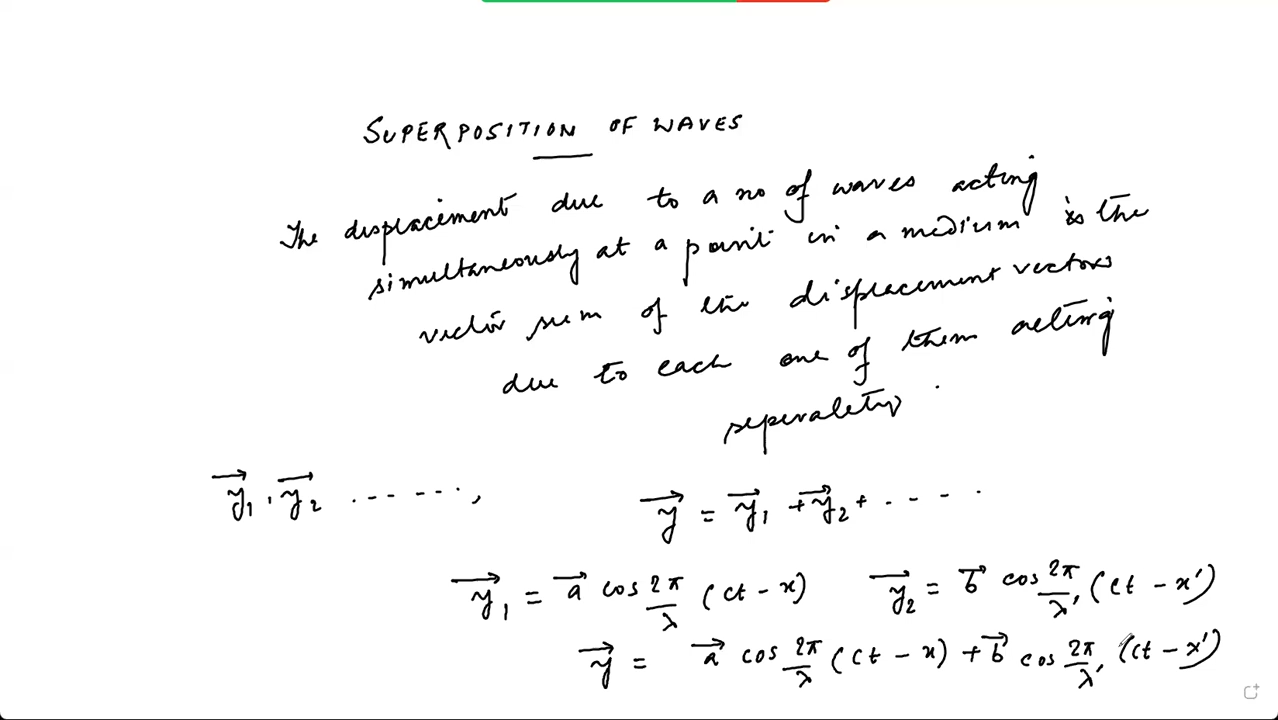 SUPERPOSITION OF WAVES
The displacement due to a no of waves acting
simultaneously at a point in a medium is the
vector sum of the displacement vectors
due to each one of them acting
seperalety.
y⃗₁, y⃗₂ ........, y⃗ = y⃗₁ + y⃗₂ + ....
y⃗₁ = a⃗ cos 2π/λ (ct - x) y⃗₂ = b⃗ cos 2π/λ' (ct - x')
y⃗ = a⃗ cos 2π/λ (ct - x) + b⃗ cos 2π/λ' (ct - x')